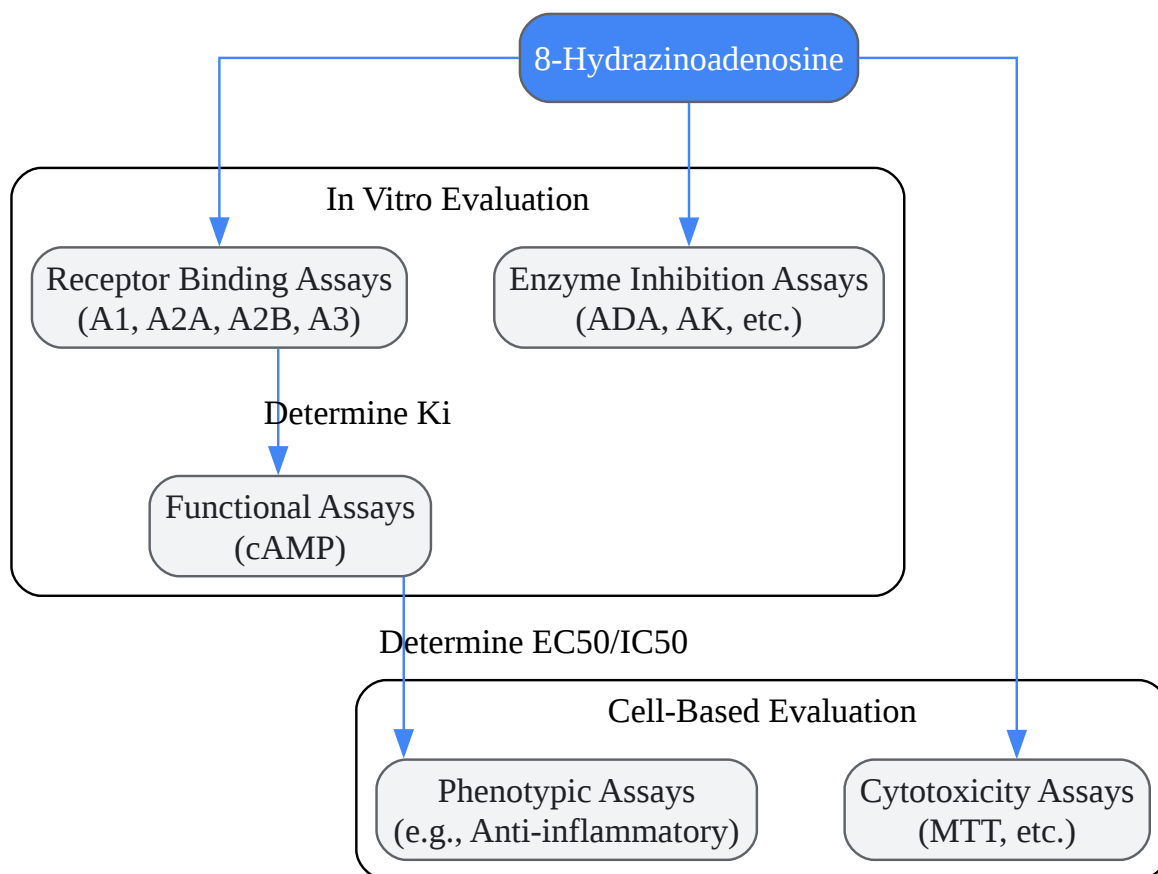 8-Hydrazinoadenosine
In Vitro Evaluation
Receptor Binding Assays
(A1, A2A, A2B, A3)
Enzyme Inhibition Assays
(ADA, AK, etc.)
Determine Ki
Functional Assays
(cAMP)
Determine EC50/IC50
Cell-Based Evaluation
Phenotypic Assays
(e.g., Anti-inflammatory)
Cytotoxicity Assays
(MTT, etc.)